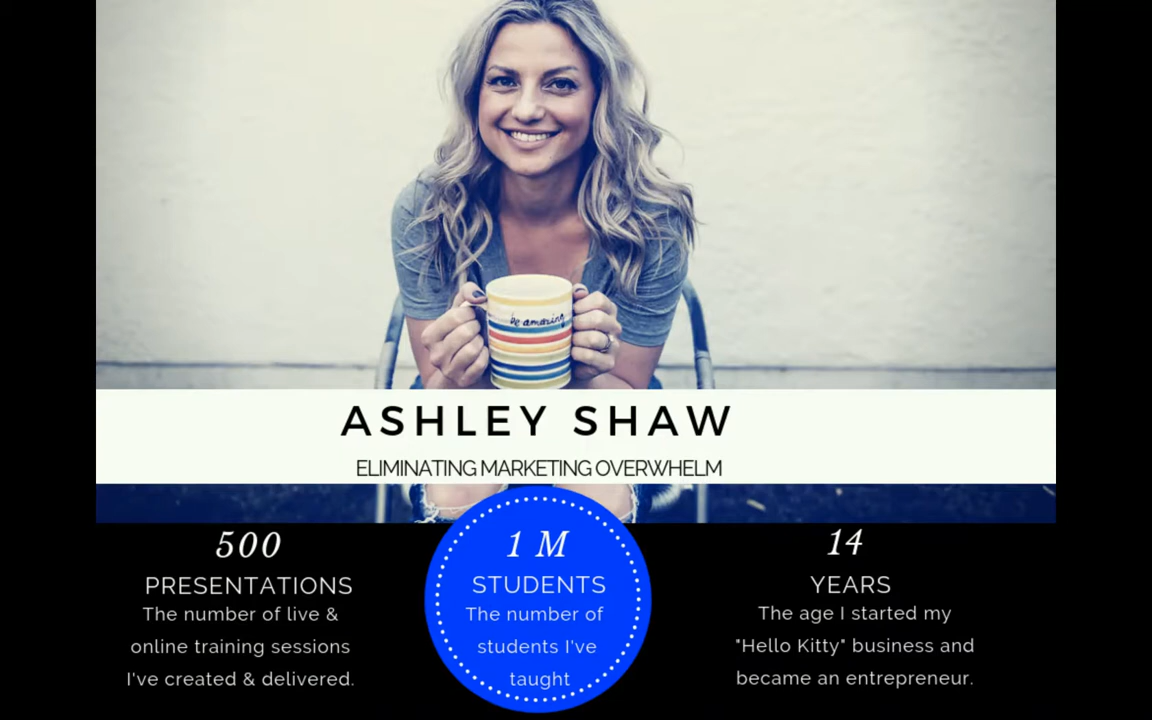 be amazing
ASHLEY SHAW
ELIMINATING MARKETING OVERWHELM
500
PRESENTATIONS
The number of live &
online training sessions
I've created & delivered.
1 M
STUDENTS
The number of
students I've
taught
14
YEARS
The age I started my
"Hello Kitty" business and
became an entrepreneur.